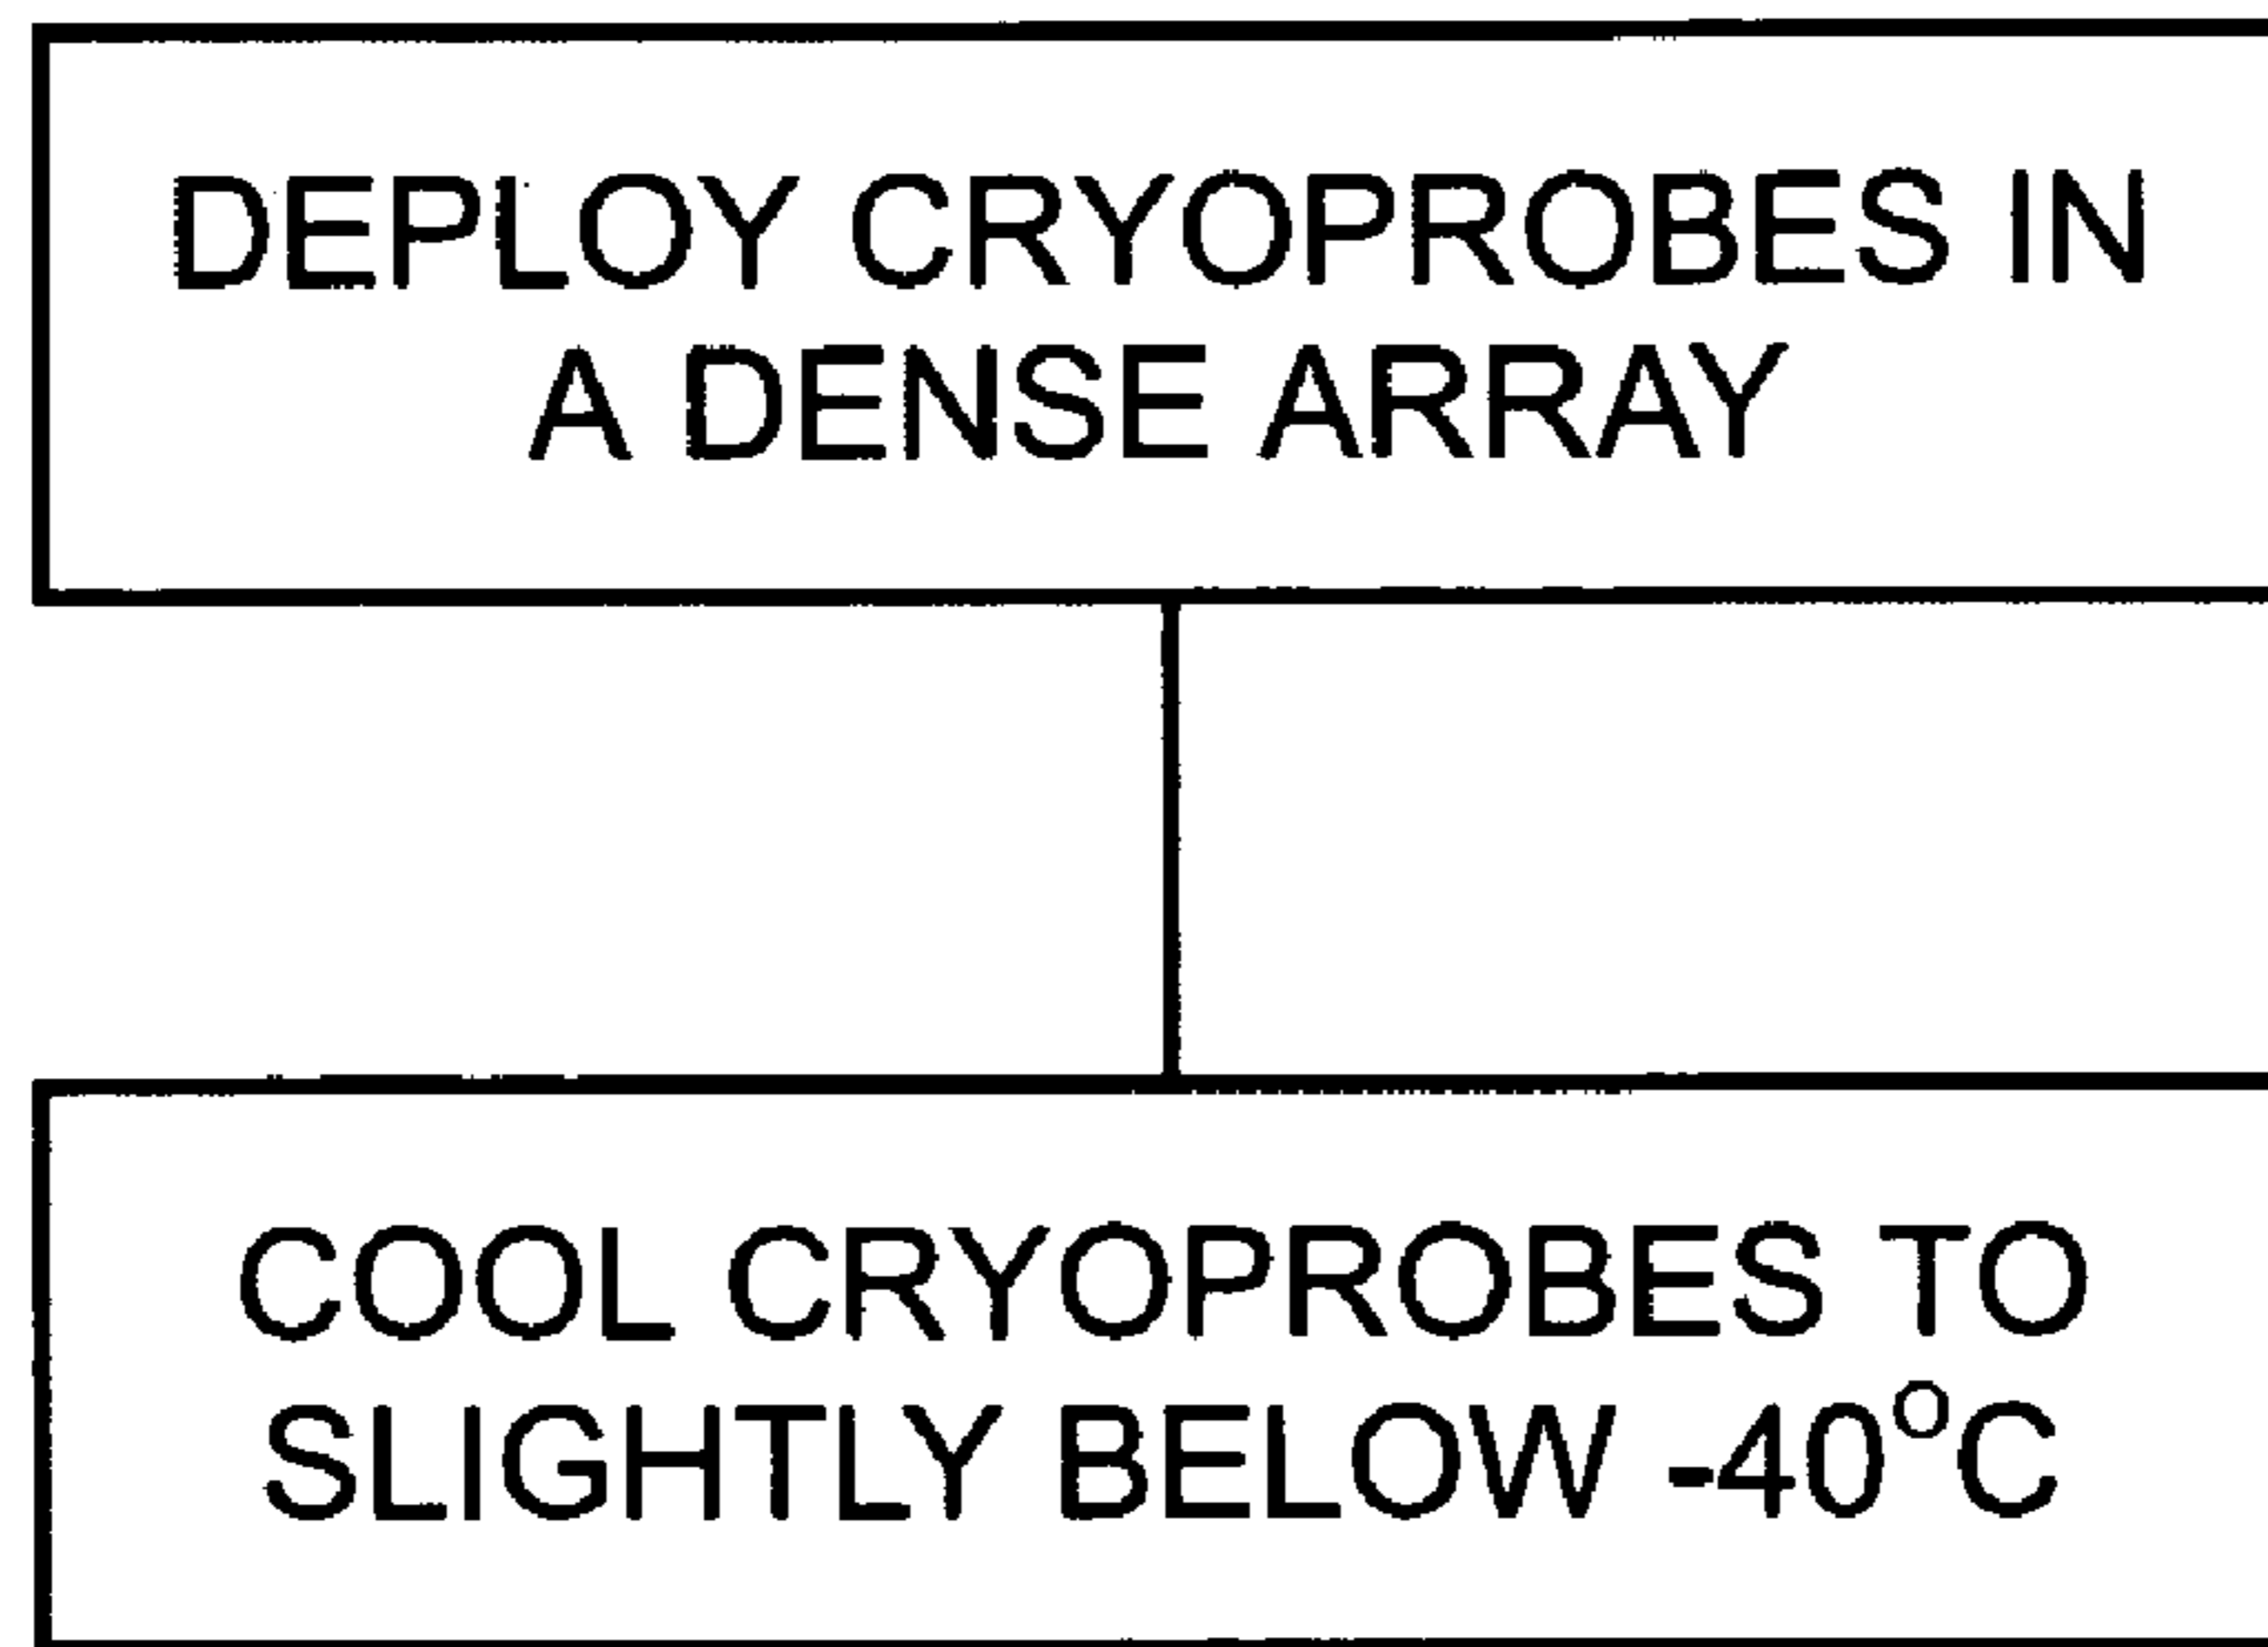 DEPLOY CRYOPROBES IN
A DENSE ARRAY
COOL CRYOPROBES TO
SLIGHTLY BELOW -40°C